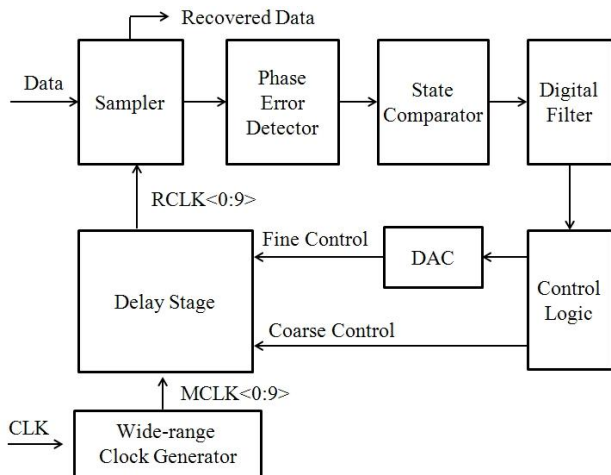 Recovered Data
Data
Sampler
Phase
Error
Detector
State
Comparator
Digital
Filter
RCLK<0:9>
Fine Control
DAC
Delay Stage
Control
Logic
Coarse Control
MCLK<0:9>
CLK
Wide-range
Clock Generator